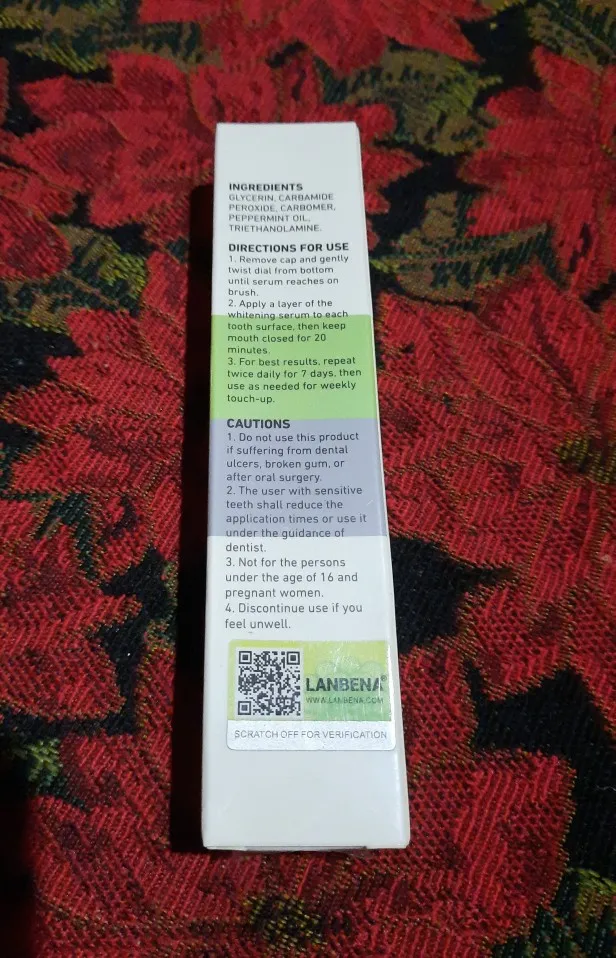 INGREDIENTS
GLYCERIN, CARBAMIDE
PEROXIDE, CARBOMER,
PEPPERMINT OIL,
TRIETHANOLAMINE.
DIRECTIONS FOR USE
1. Remove cap and gently
twist dial from bottom
until serum reaches on
brush.
2. Apply a layer of the
whitening serum to each
tooth surface, then keep
mouth closed for 20
minutes.
3. For best results, repeat
twice daily for 7 days, then
use as needed for weekly
touch-up.
CAUTIONS
1. Do not use this product
if suffering from dental
ulcers, broken gum, or
after oral surgery.
2. The user with sensitive
teeth shall reduce the
application times or use it
under the guidance of
dentist.
3. Not for the persons
under the age of 16 and
pregnant women.
4. Discontinue use if you
feel unwell.
LANBENA®
WWW.LANBENA.COM
SCRATCH OFF FOR VERIFICATION